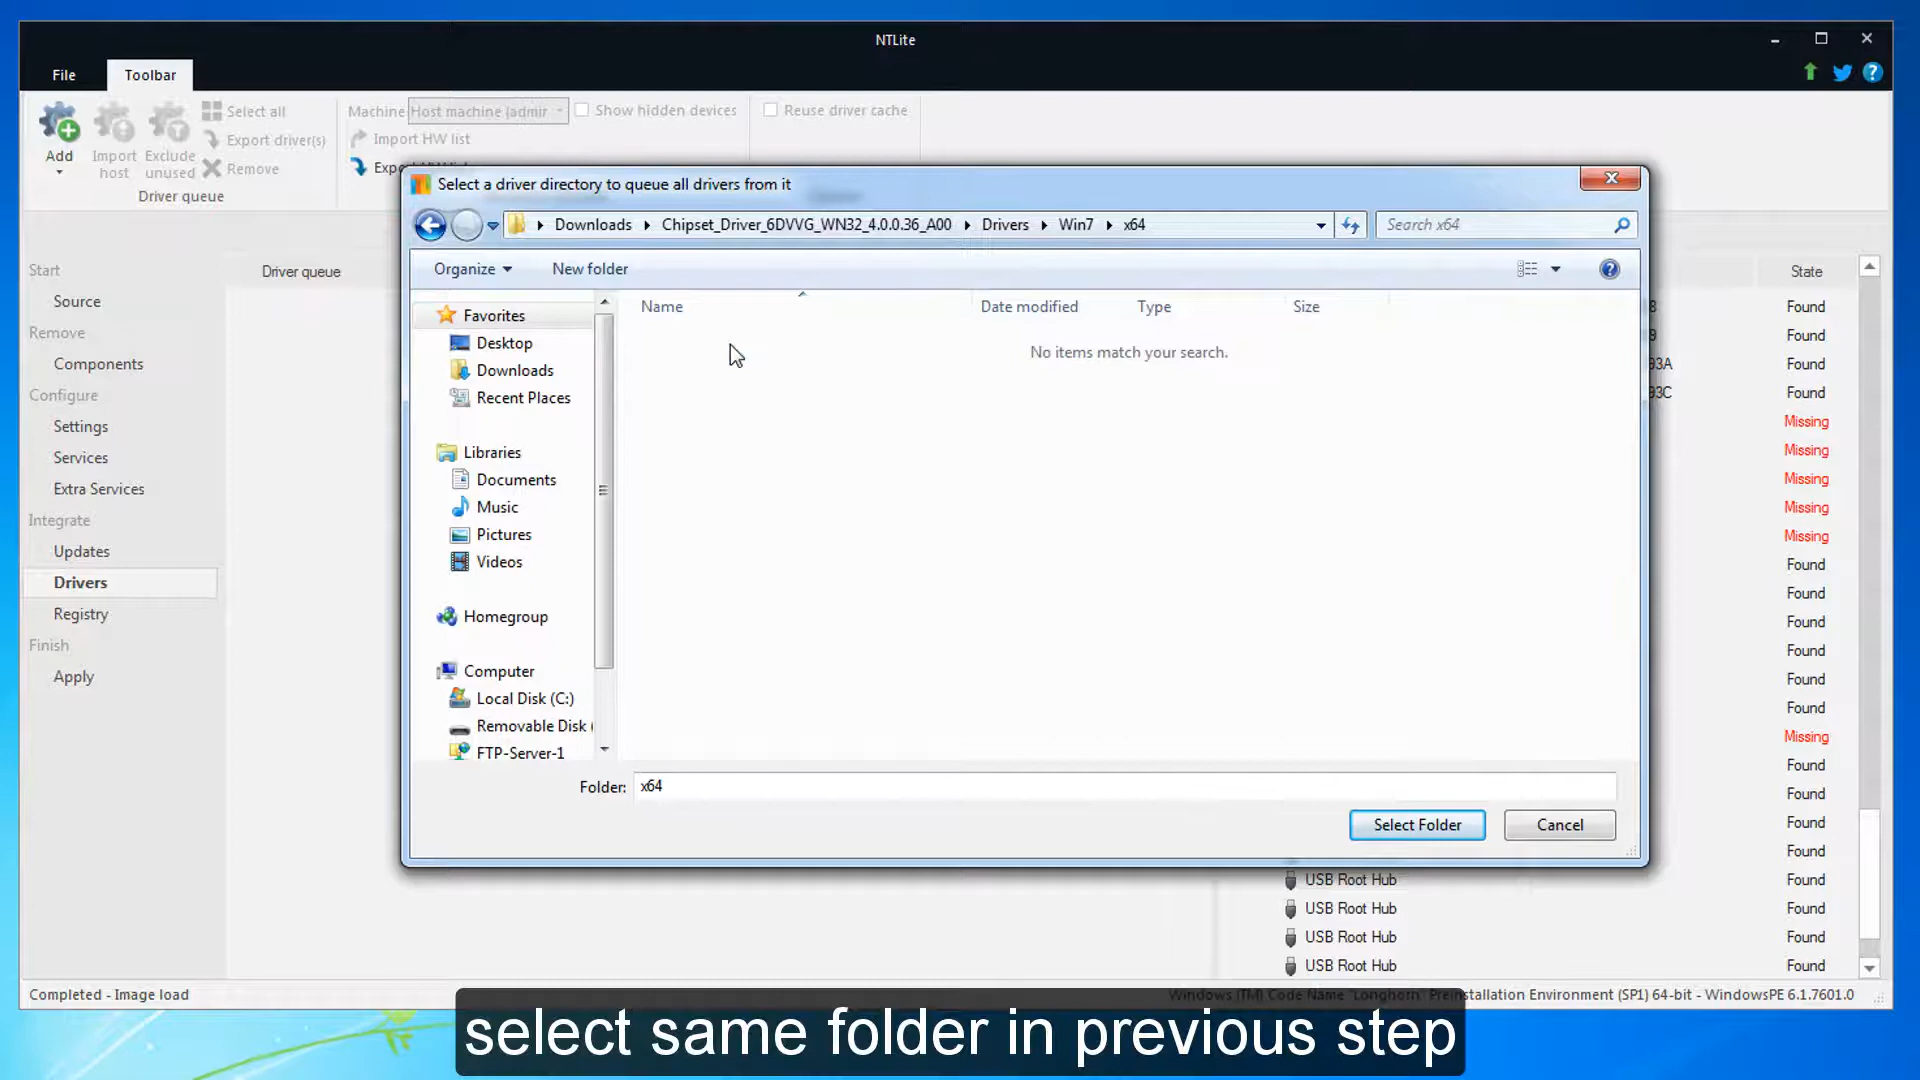 NTLite
File
Toolbar
Add
Import host
Exclude unused
Select all
Export driver(s)
Remove
Driver queue
Machine
Host machine (admir
Show hidden devices
Reuse driver cache
Import HW list
Select a driver directory to queue all drivers from it
Downloads
Chipset_Driver_6DVVG_WN32_4.0.0.36_A00
Drivers
Win7
x64
Search x64
Organize
New folder
Start
Source
Remove
Components
Configure
Settings
Services
Extra Services
Integrate
Updates
Drivers
Registry
Finish
Apply
Driver queue
Favorites
Desktop
Downloads
Recent Places
Libraries
Documents
Music
Pictures
Videos
Homegroup
Computer
Local Disk (C:)
Removable Disk (
FTP-Server-1
Name
Date modified
Type
Size
No items match your search.
Folder:
x64
Select Folder
Cancel
State
Found
Found
93A Found
93C Found
Missing
Missing
Missing
Missing
Missing
Found
Found
Found
Found
Found
Found
Missing
Found
Found
Found
Found
USB Root Hub Found
USB Root Hub Found
USB Root Hub Found
USB Root Hub Found
Completed - Image load
Windows (TM) Code Name "Longhorn" Preinstallation Environment (SP1) 64-bit - WindowsPE 6.1.7601.0
select same folder in previous step